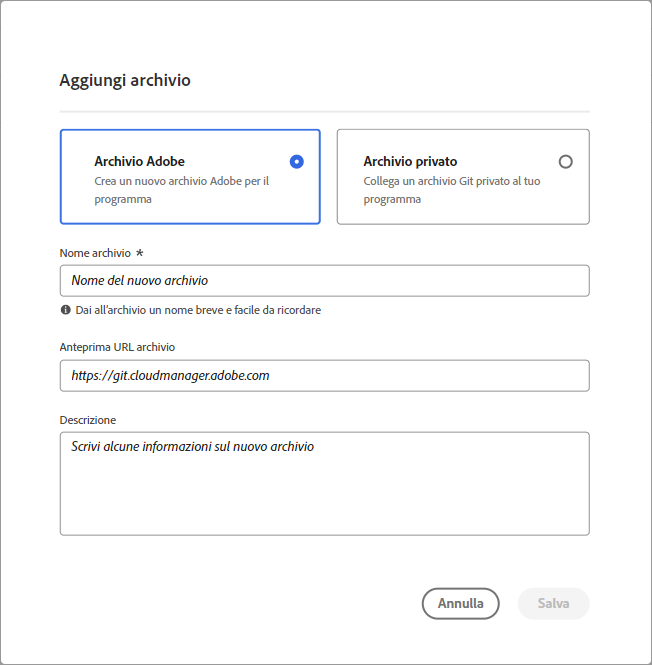 Aggiungi archivio
Archivio Adobe
Crea un nuovo archivio Adobe per il
programma
Archivio privato
Collega un archivio Git privato al tuo
programma
Nome archivio *
Nome del nuovo archivio
Dai all'archivio un nome breve e facile da ricordare
Anteprima URL archivio
https://git.cloudmanager.adobe.com
Descrizione
Scrivi alcune informazioni sul nuovo archivio
Annulla
Salva